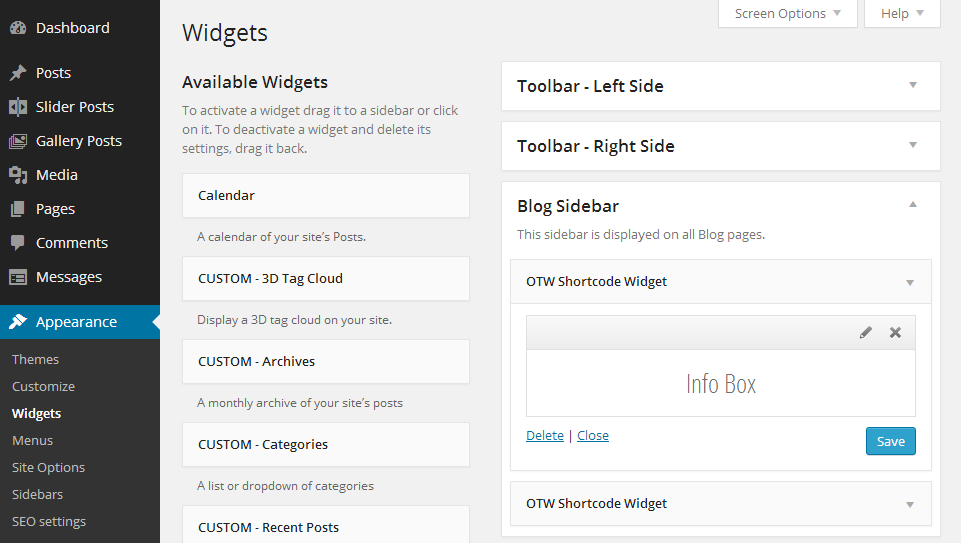 Dashboard
Posts
Slider Posts
Gallery Posts
Media
Pages
Comments
Messages
Appearance
Themes
Customize
Widgets
Menus
Site Options
Sidebars
SEO settings
Screen Options
Help
Widgets
Available Widgets
To activate a widget drag it to a sidebar or click
on it. To deactivate a widget and delete its
settings, drag it back.
Calendar
A calendar of your site’s Posts.
CUSTOM - 3D Tag Cloud
Display a 3D tag cloud on your site.
CUSTOM - Archives
A monthly archive of your site’s posts
CUSTOM - Categories
A list or dropdown of categories
CUSTOM - Recent Posts
Toolbar - Left Side
Toolbar - Right Side
Blog Sidebar
This sidebar is displayed on all Blog pages.
OTW Shortcode Widget
Info Box
Delete | Close
Save
OTW Shortcode Widget